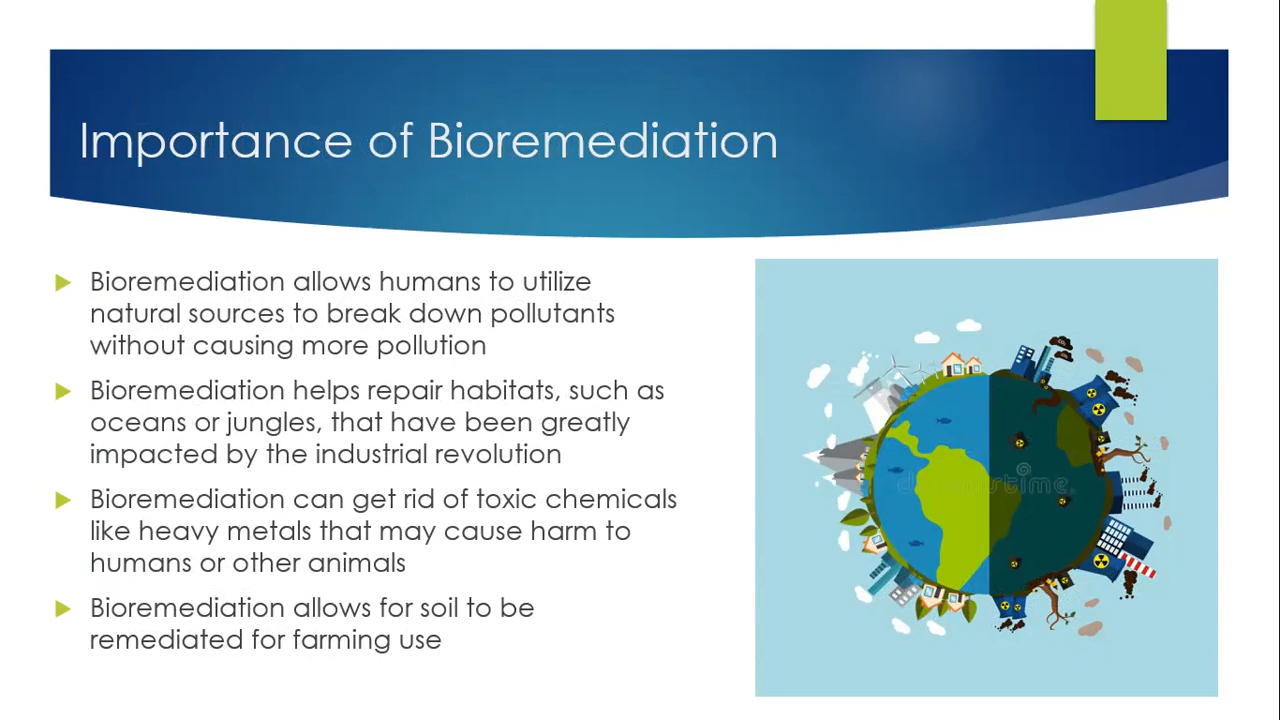 Importance of Bioremediation
Bioremediation allows humans to utilize
natural sources to break down pollutants
without causing more pollution
Bioremediation helps repair habitats, such as
oceans or jungles, that have been greatly
impacted by the industrial revolution
Bioremediation can get rid of toxic chemicals
like heavy metals that may cause harm to
humans or other animals
Bioremediation allows for soil to be
remediated for farming use